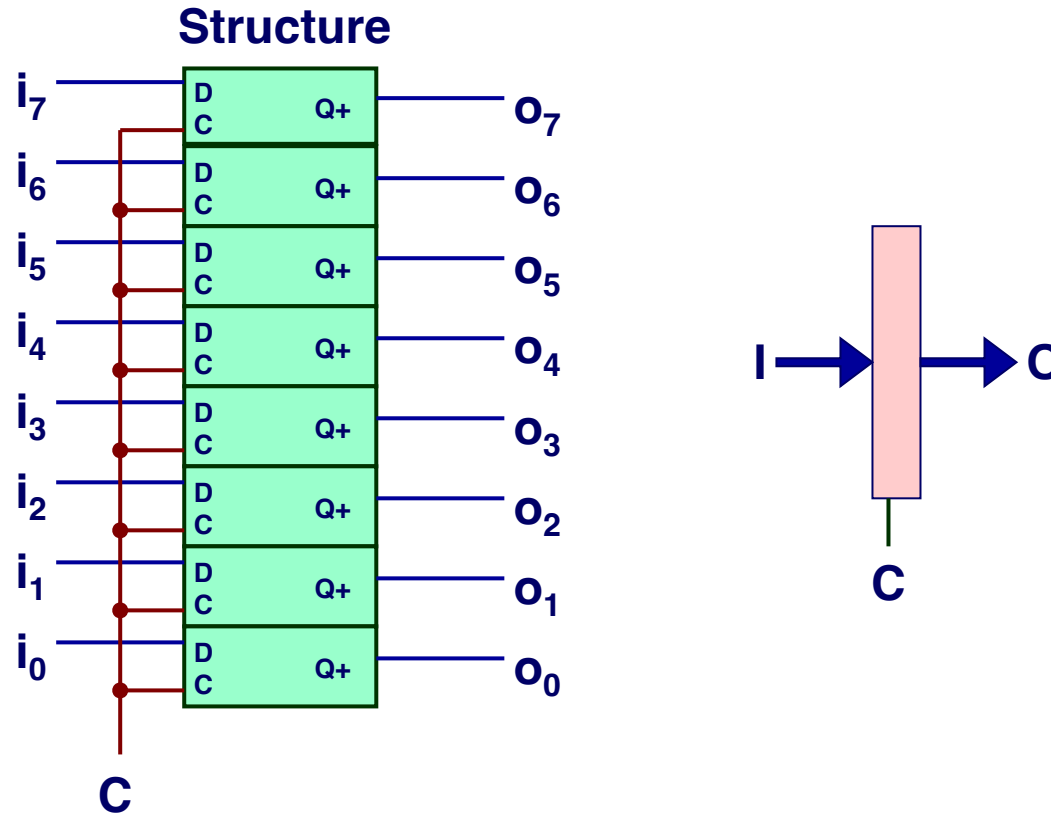 Structure
i7
D
C
Q+
o7
i6
D
C
Q+
o6
i5
D
C
Q+
o5
i4
D
C
Q+
o4
i3
D
C
Q+
o3
i2
D
C
Q+
o2
i1
D
C
Q+
o1
i0
D
C
Q+
o0
C
I
O
C